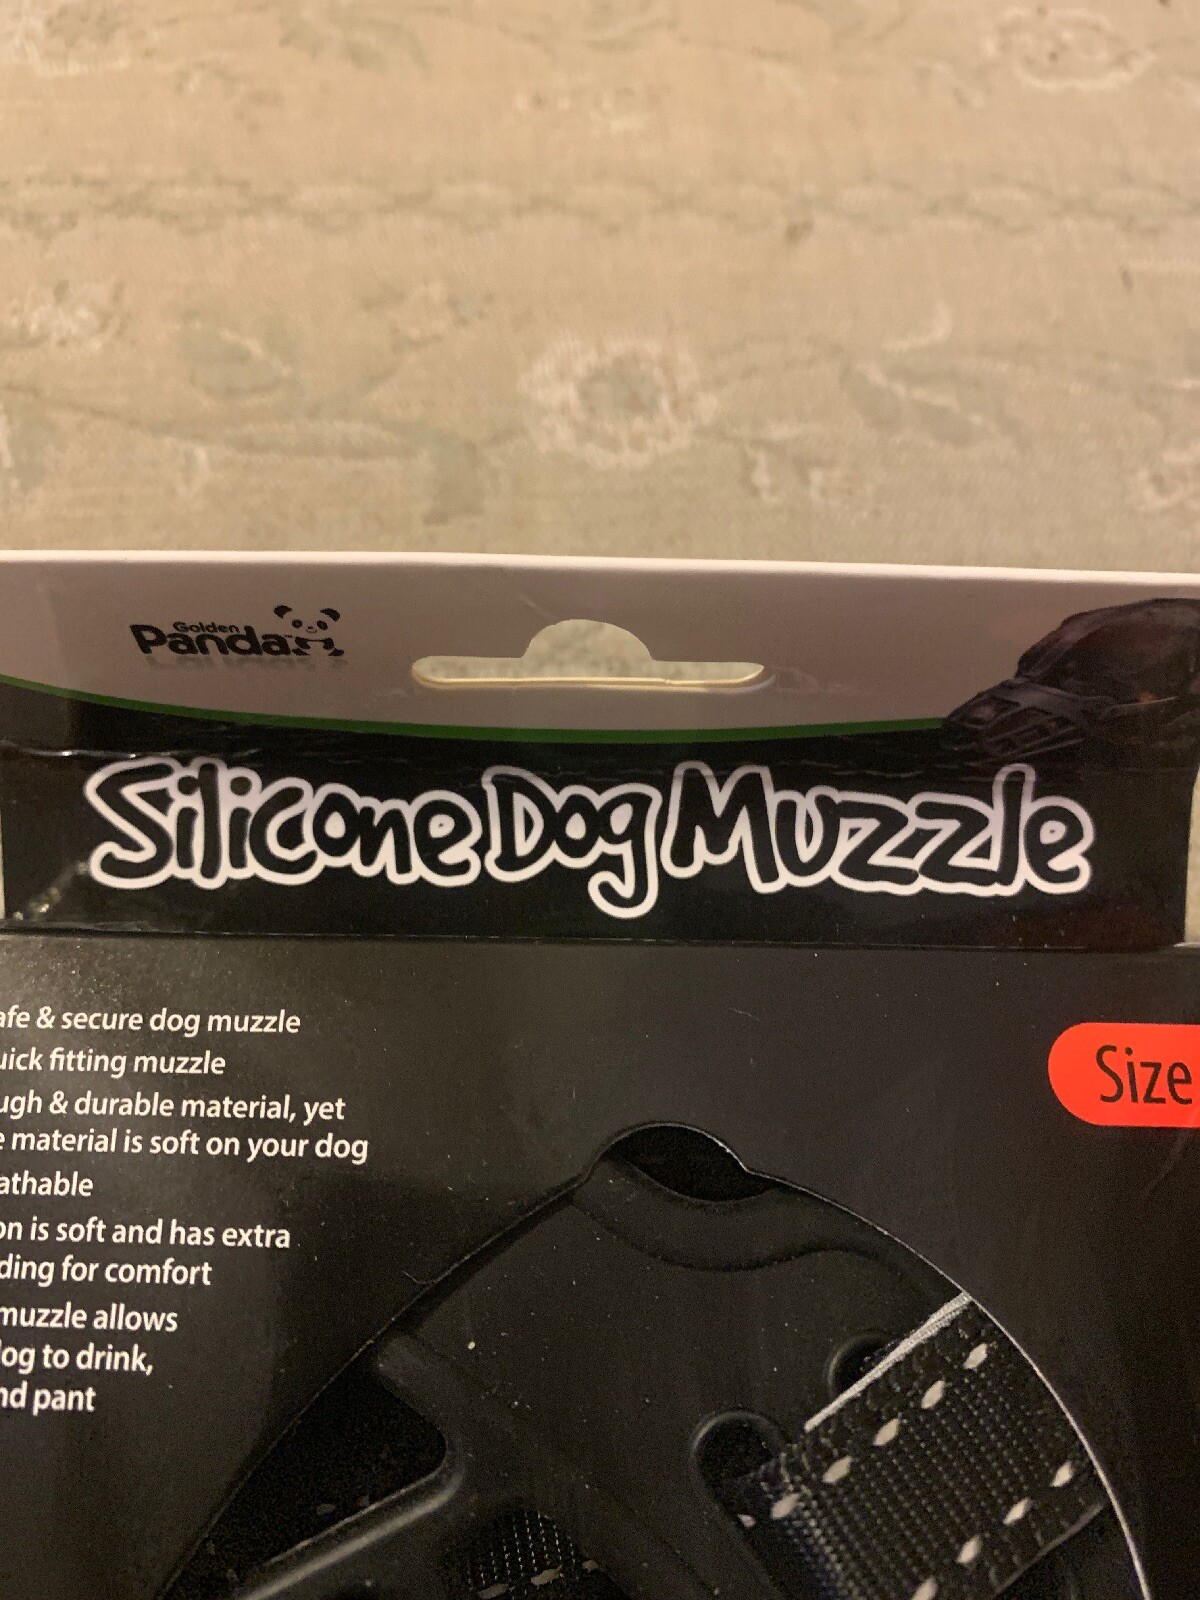 Golden
Panda
Silicone Dog Muzzle
afe & secure dog muzzle
uick fitting muzzle
ugh & durable material, yet
e material is soft on your dog
athable
on is soft and has extra
ding for comfort
muzzle allows
log to drink,
nd pant
Size